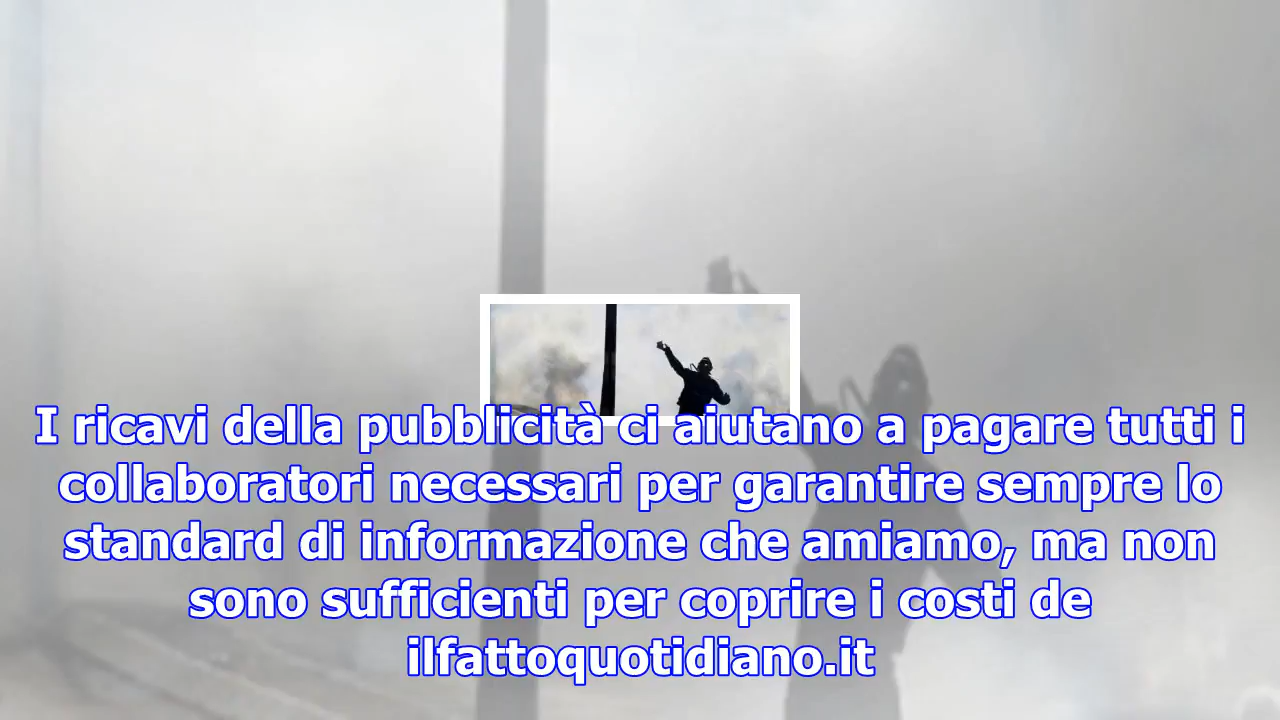 I ricavi della pubblicità ci aiutano a pagare tutti i
collaboratori necessari per garantire sempre lo
standard di informazione che amiamo, ma non
sono sufficienti per coprire i costi de
ilfattoquotidiano.it